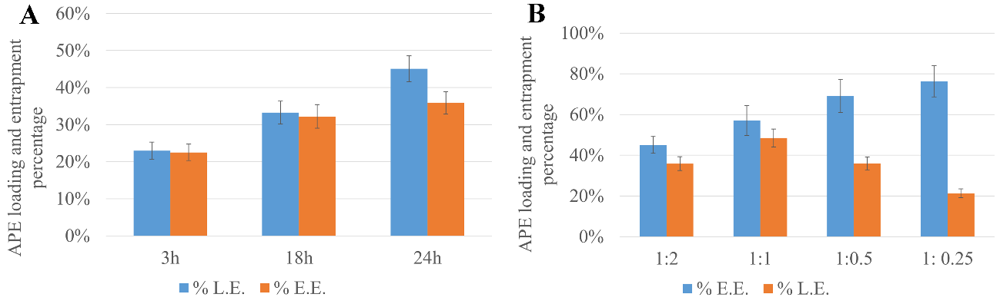 A
APE loading and entrapment
percentage
60%
50%
40%
30%
20%
10%
0%
3h
18h
24h
% L.E.
% E.E.
B
APE loading and entrapment
percentage
100%
80%
60%
40%
20%
0%
1:2
1:1
1:0.5
1: 0.25
% E.E.
% L.E.